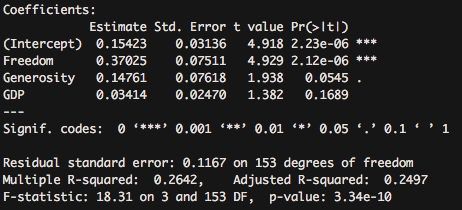 Coefficients:
            Estimate Std. Error t value Pr(>|t|)
(Intercept)  0.15423    0.03136   4.918 2.23e-06 ***
Freedom      0.37025    0.07511   4.929 2.12e-06 ***
Generosity   0.14761    0.07618   1.938   0.0545 .
GDP          0.03414    0.02470   1.382   0.1689
---
Signif. codes:  0 ‘***’ 0.001 ‘**’ 0.01 ‘*’ 0.05 ‘.’ 0.1 ‘ ’ 1
Residual standard error: 0.1167 on 153 degrees of freedom
Multiple R-squared:  0.2642,    Adjusted R-squared:  0.2497
F-statistic: 18.31 on 3 and 153 DF,  p-value: 3.34e-10